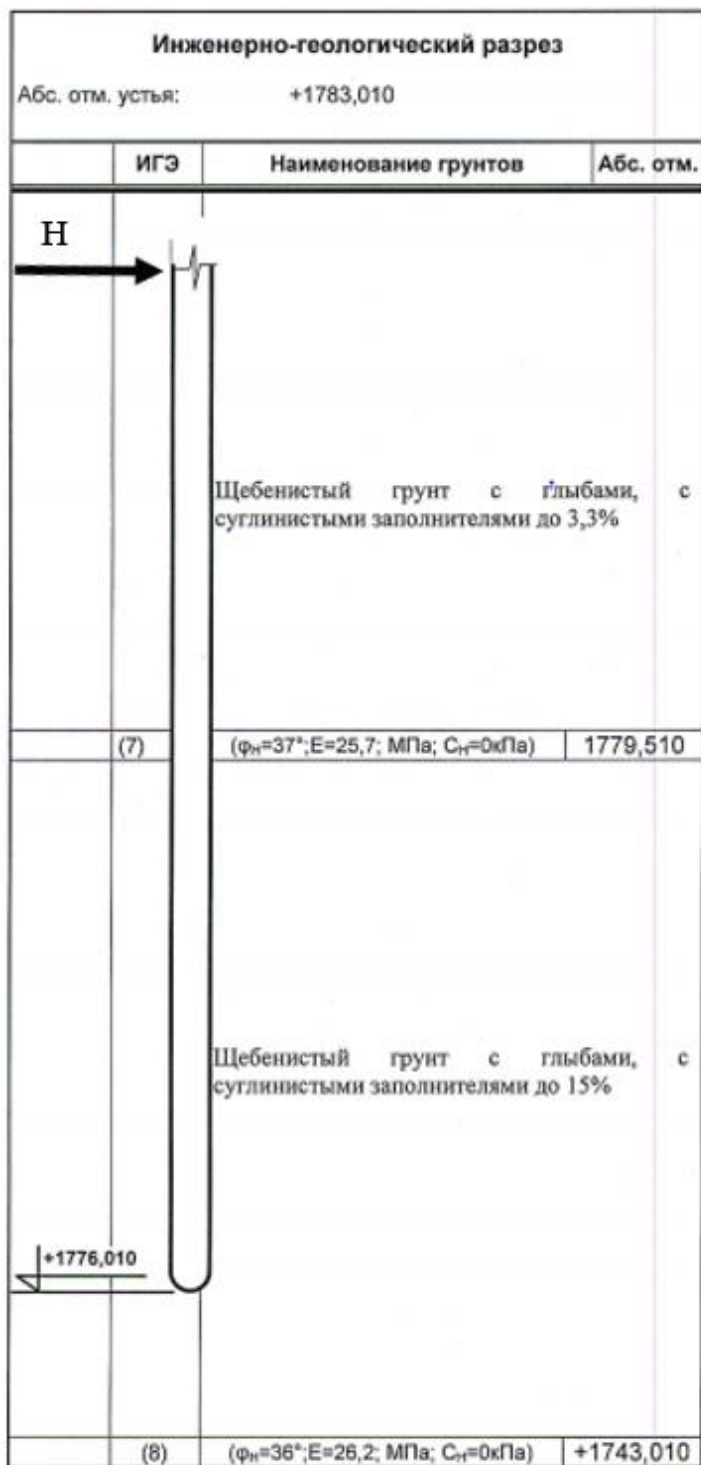 Инженерно-геологический разрез
Абс. отм. устья: +1783,010
ИГЭ Наименование грунтов Абс. отм.
Н
Щебенистый грунт с глыбами, с
суглинистыми заполнителями до 3,3%
(7) (φн=37°;E=25,7; МПа; Сн=0кПа) 1779,510
Щебенистый грунт с глыбами, с
суглинистыми заполнителями до 15%
+1776,010
(8) (φн=36°;E=26,2; МПа; Сн=0кПа) +1743,010